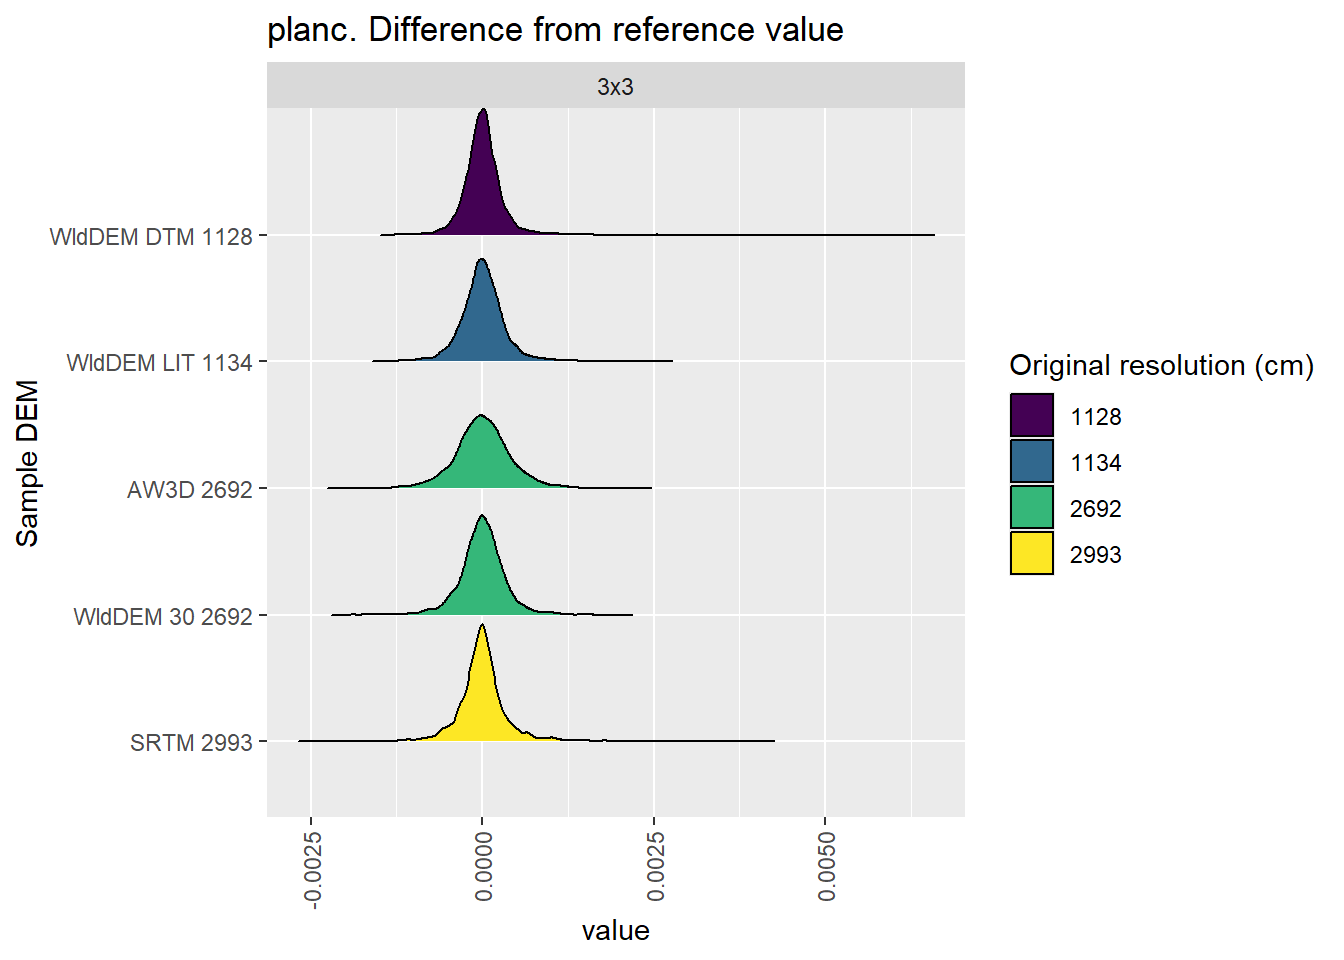 planc. Difference from reference value
3x3
WldDEM DTM 1128
WldDEM LIT 1134
AW3D 2692
WldDEM 30 2692
SRTM 2993
Sample DEM
-0.0025
0.0000
0.0025
0.0050
value
Original resolution (cm)
1128
1134
2692
2993